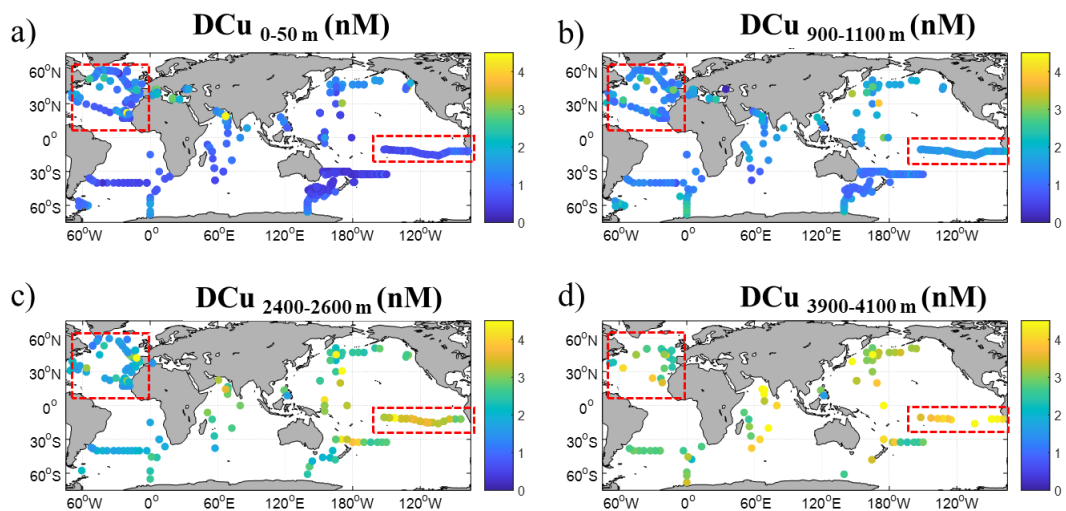 a)
DCu 0-50 m (nM)
60°N
30°N
0°
30°S
60°S
60°W
0°
60°E
120°E
180°W
120°W
4
3
2
1
0
b)
DCu 900-1100 m (nM)
60°N
30°N
0°
30°S
60°S
60°W
0°
60°E
120°E
180°W
120°W
4
3
2
1
0
c)
DCu 2400-2600 m (nM)
60°N
30°N
0°
30°S
60°S
60°W
0°
60°E
120°E
180°W
120°W
4
3
2
1
0
d)
DCu 3900-4100 m (nM)
60°N
30°N
0°
30°S
60°S
60°W
0°
60°E
120°E
180°W
120°W
4
3
2
1
0